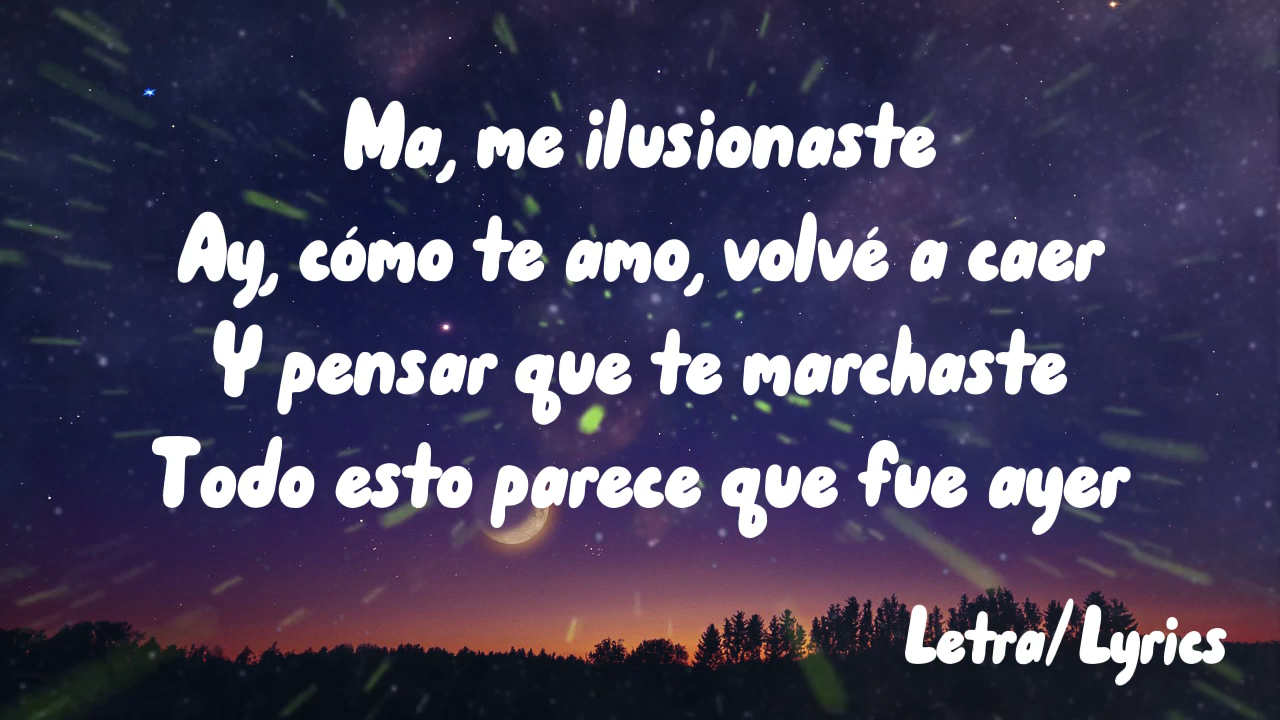 Ma, me ilusionaste
Ay, cómo te amo, volvé a caer
Y pensar que te marchaste
Todo esto parece que fue ayer
Letra/Lyrics